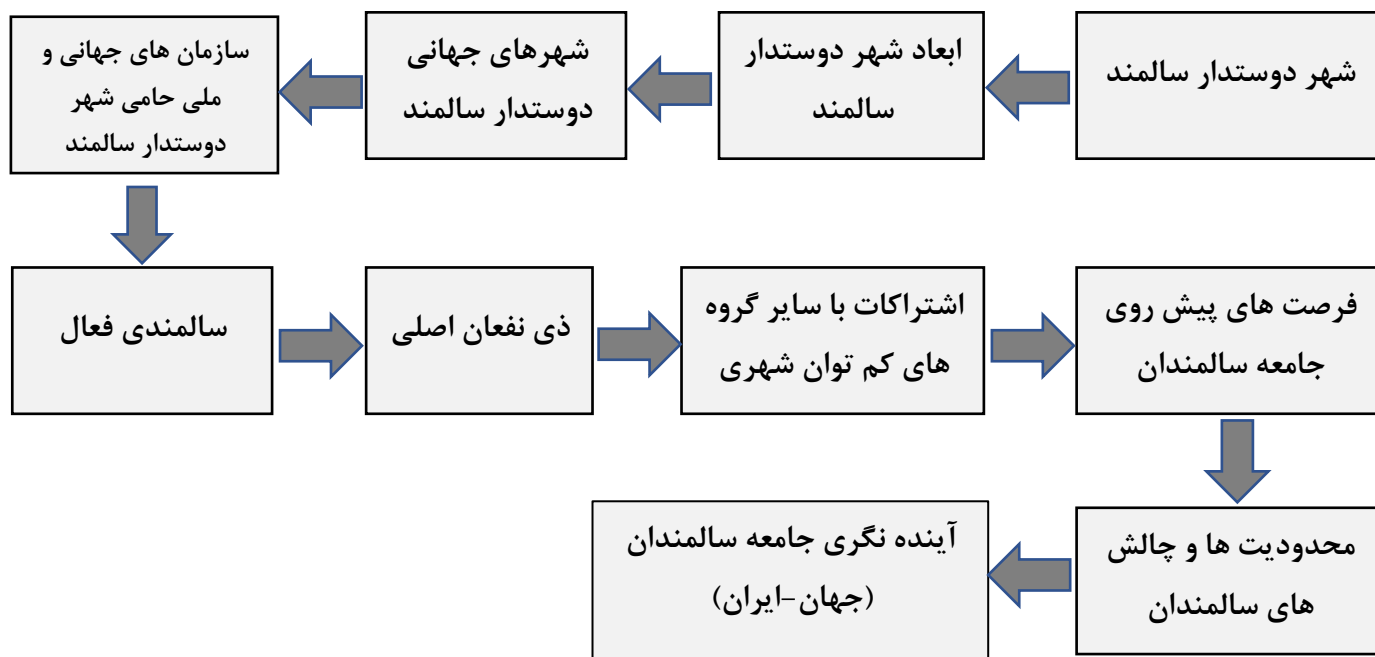 شهر دوستدار سالمند
ابعاد شهر دوستدار
سالمند
شهرهای جهانی
دوستدار سالمند
سازمان های جهانی و
ملی حامی شهر
دوستدار سالمند
سالمندی فعال
ذی نفعان اصلی
اشتراکات با سایر گروه
های کم توان شهری
فرصت های پیش روی
جامعه سالمندان
محدودیت ها و چالش
های سالمندان
آینده نگری جامعه سالمندان
(جهان-ایران)